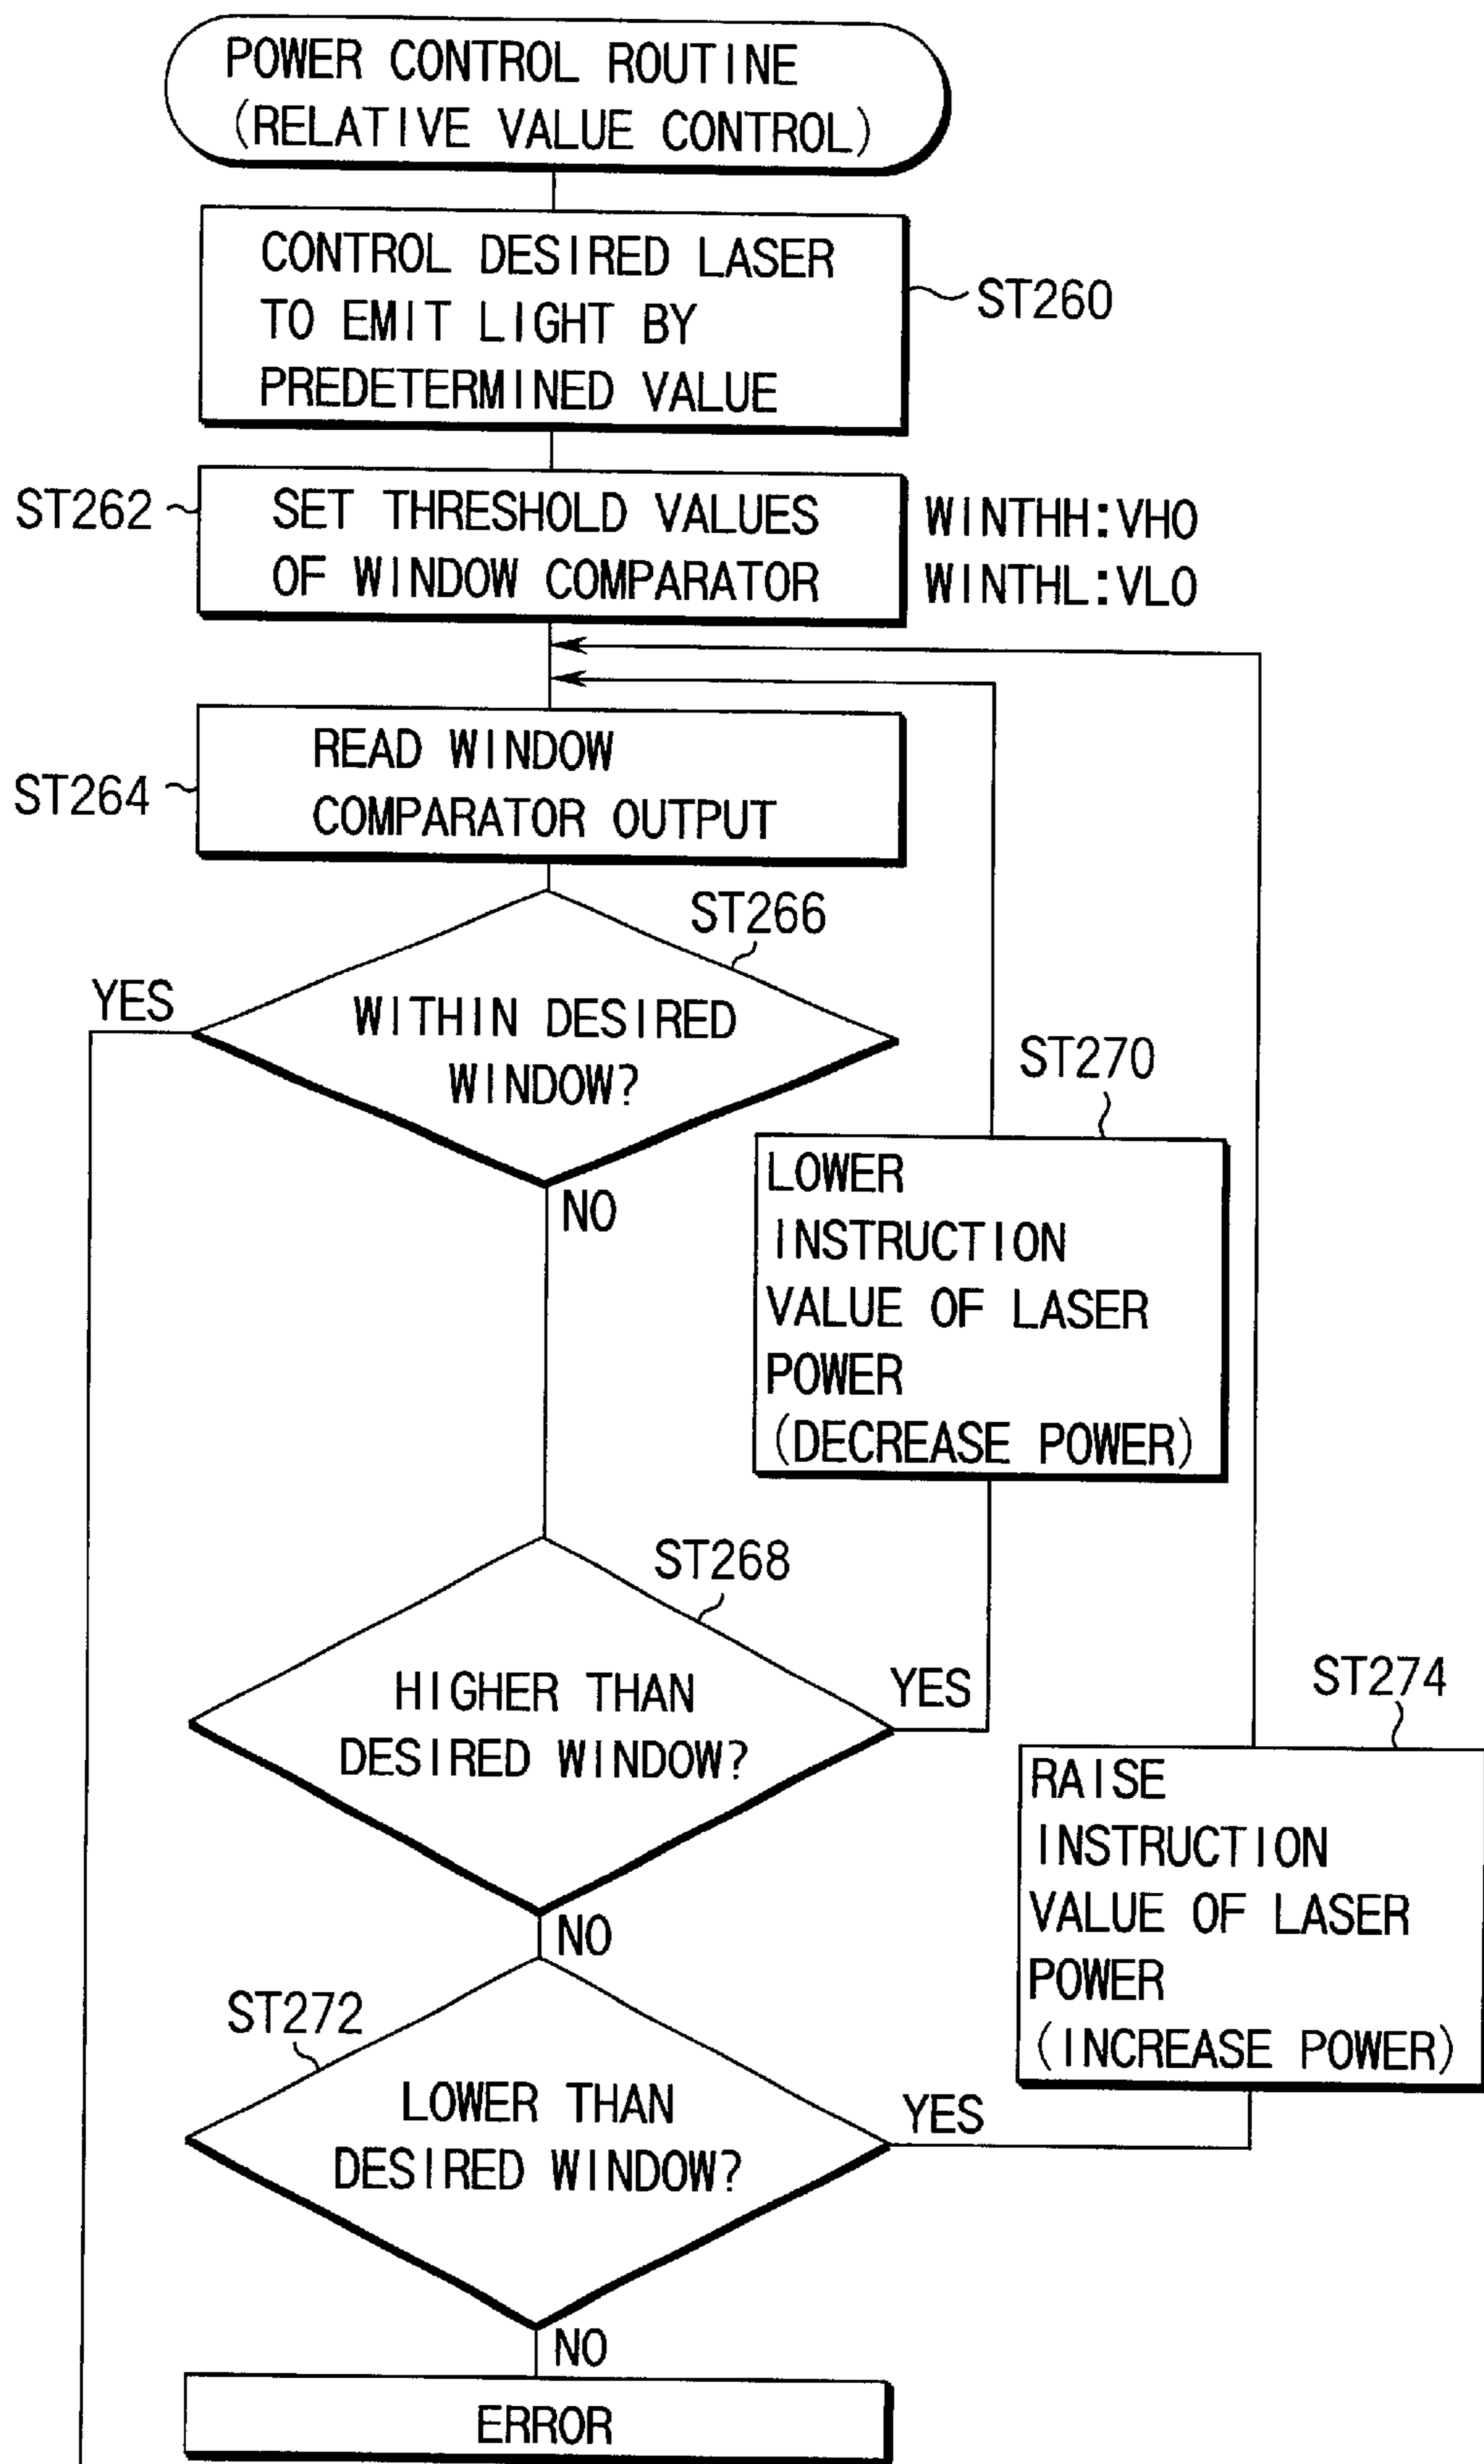 POWER CONTROL ROUTINE
(RELATIVE VALUE CONTROL)
CONTROL DESIRED LASER
TO EMIT LIGHT BY
PREDETERMINED VALUE
ST260
ST262
SET THRESHOLD VALUES
OF WINDOW COMPARATOR
WINTHH:VHO
WINTHL:VLO
ST264
READ WINDOW
COMPARATOR OUTPUT
ST266
YES
WITHIN DESIRED
WINDOW?
NO
ST270
LOWER
INSTRUCTION
VALUE OF LASER
POWER
(DECREASE POWER)
ST268
HIGHER THAN
DESIRED WINDOW?
YES
NO
ST274
RAISE
INSTRUCTION
VALUE OF LASER
POWER
(INCREASE POWER)
ST272
LOWER THAN
DESIRED WINDOW?
YES
NO
ERROR